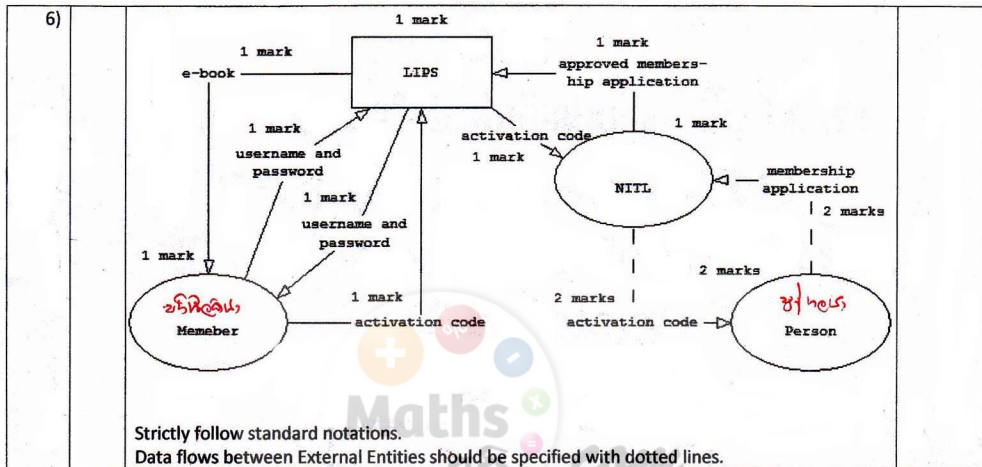 6)
1 mark
1 mark
e-book
LIPS
1 mark
approved members-
hip application
1 mark
username and
password
activation code
1 mark
1 mark
NITL
membership
application
2 marks
1 mark
username and
password
1 mark
Memeber
1 mark
activation code
2 marks
activation code
2 marks
පුද්ගලයා
Person
Maths
Strictly follow standard notations.
Data flows between External Entities should be specified with dotted lines.